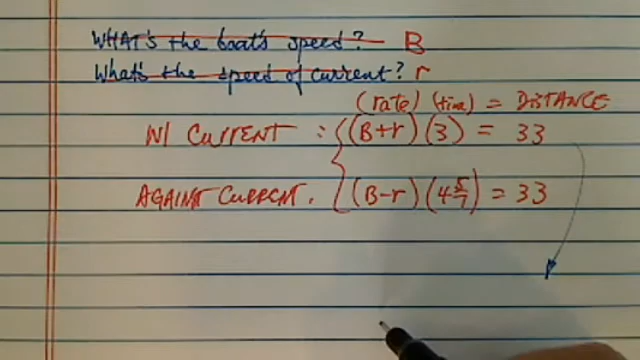 WHAT's the boat's speed? B
What's the speed of current? r
(rate) (time) = DISTANCE
W/ CURRENT : (B+r)(3) = 33
AGAINST CURRENT. (B-r)(4 5/7) = 33